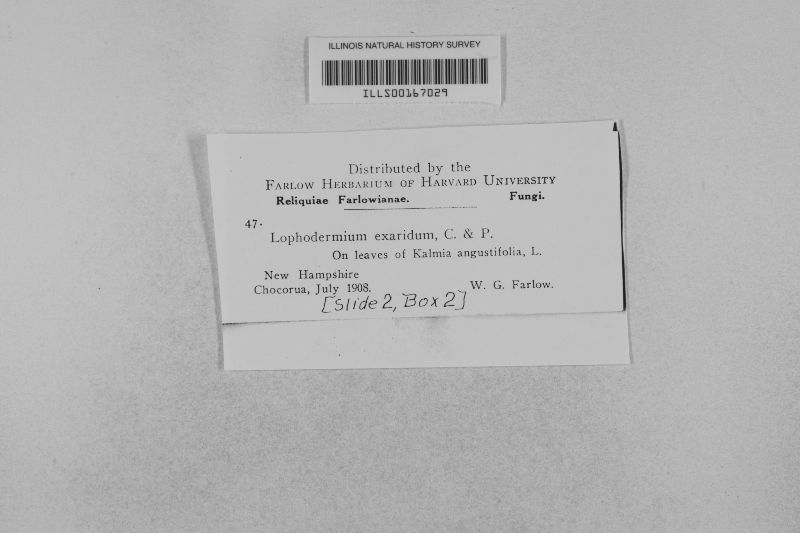 ILLINOIS NATURAL HISTORY SURVEY
ILLS00167029
Distributed by the
FARLOW HERBARIUM OF HARVARD UNIVERSITY
Reliquiae Farlowianae. Fungi.
47.
Lophodermium exaridum, C. & P.
On leaves of Kalmia angustifolia, L.
New Hampshire
Chocorua, July 1908. W. G. Farlow.
[Slide 2, Box 2]